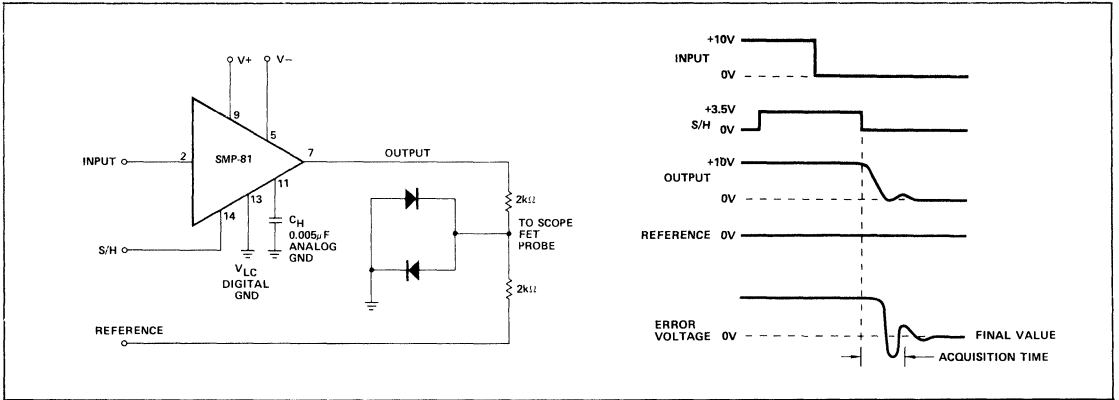 V+
V−
9
5
INPUT
2
SMP-81
7
OUTPUT
11
13
14
2kΩ
TO SCOPE
FET
PROBE
C_H
0.005μF
ANALOG
GND
S/H
V_LC
DIGITAL
GND
2kΩ
REFERENCE
+10V
INPUT
0V
+3.5V
S/H
0V
+10V
OUTPUT
0V
REFERENCE 0V
ERROR
VOLTAGE 0V
FINAL VALUE
ACQUISITION TIME